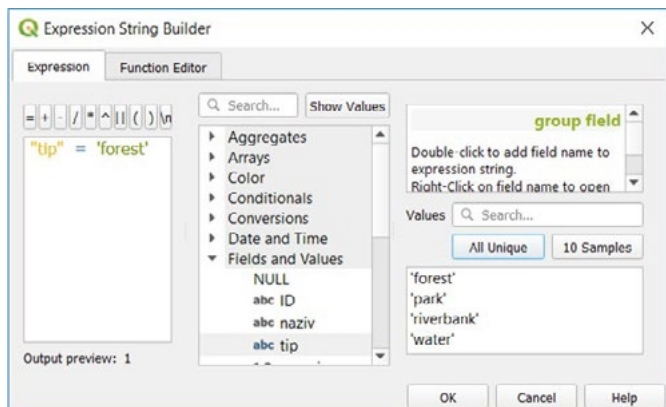 Expression String Builder
Expression
Function Editor
= + - / * ^ || ( ) \n
"tip" = 'forest'
Output preview: 1
Search...
Show Values
Aggregates
Arrays
Color
Conditionals
Conversions
Date and Time
Fields and Values
NULL
abc ID
abc naziv
abc tip
group field
Double-click to add field name to
expression string.
Right-Click on field name to open
Values
Search...
All Unique
10 Samples
'forest'
'park'
'riverbank'
'water'
OK
Cancel
Help